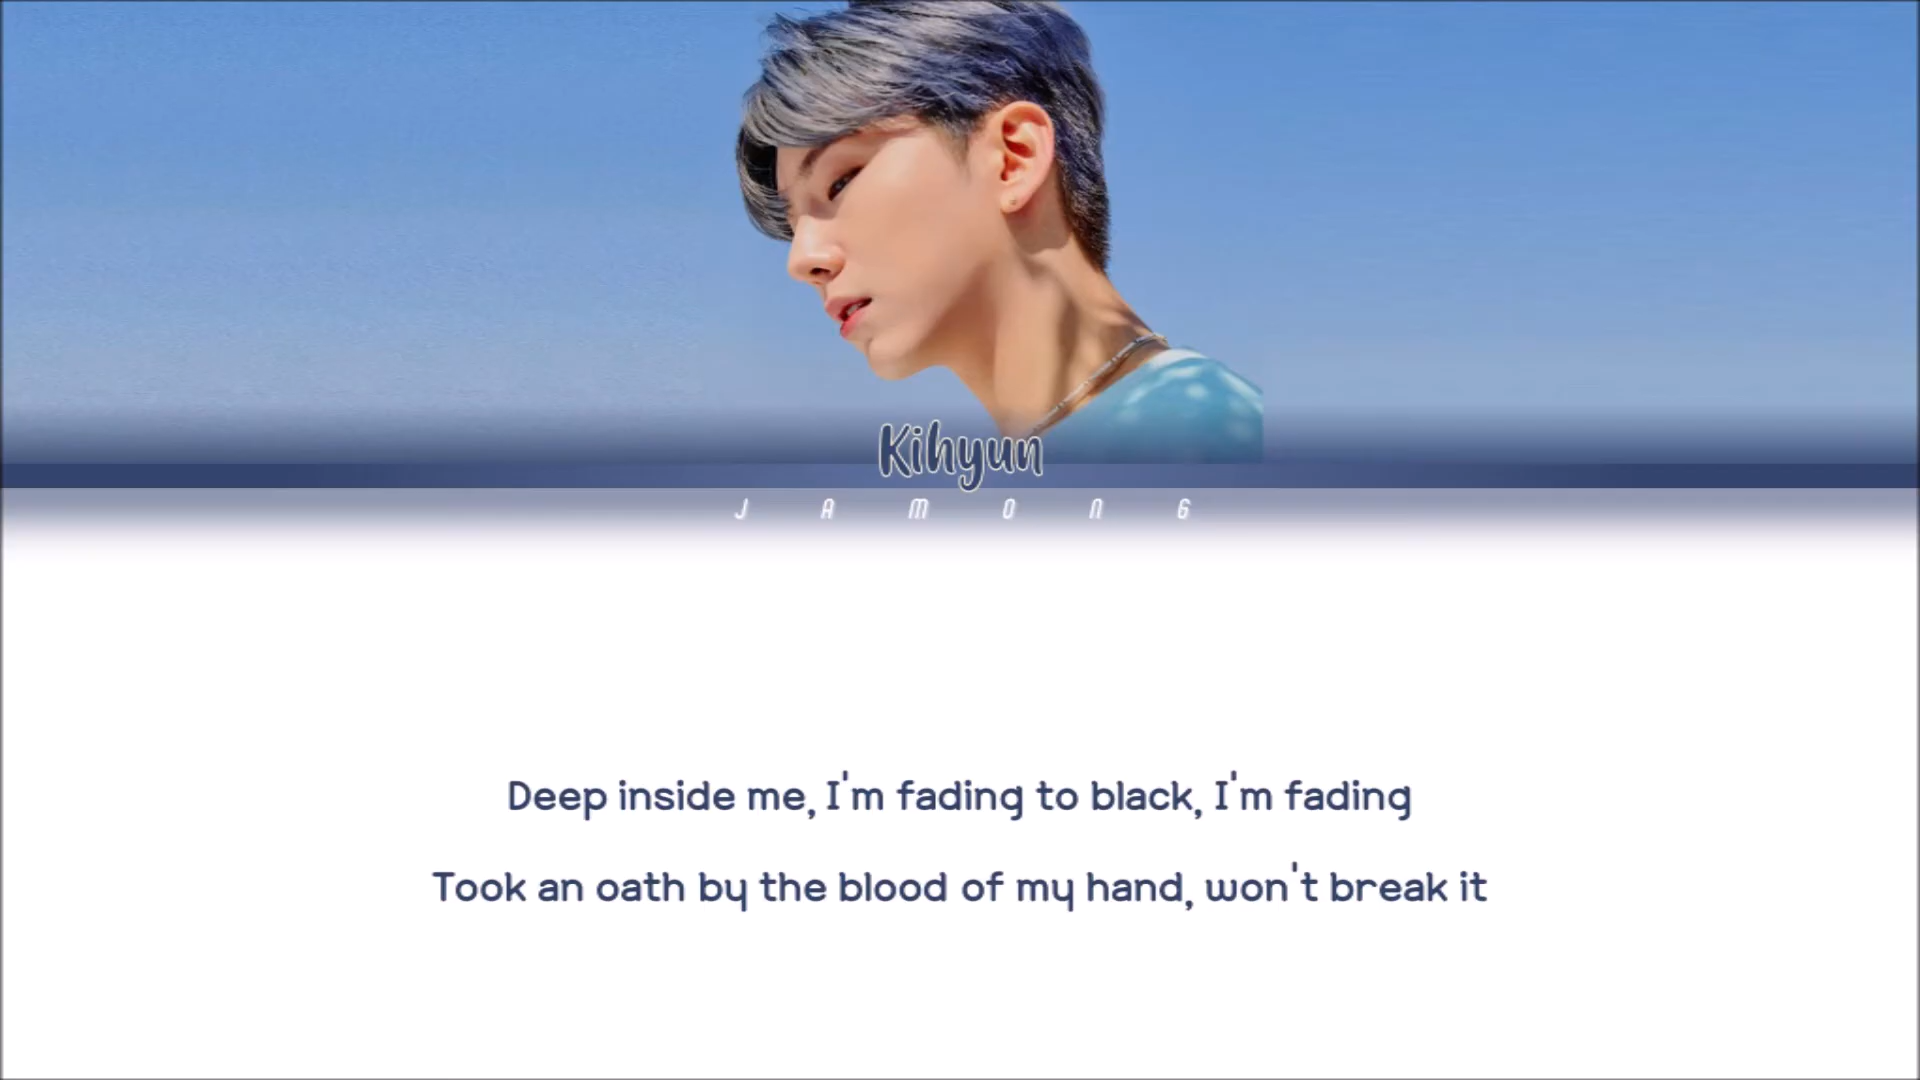 Kihyun
JAMONG
Deep inside me, I'm fading to black, I'm fading
Took an oath by the blood of my hand, won't break it